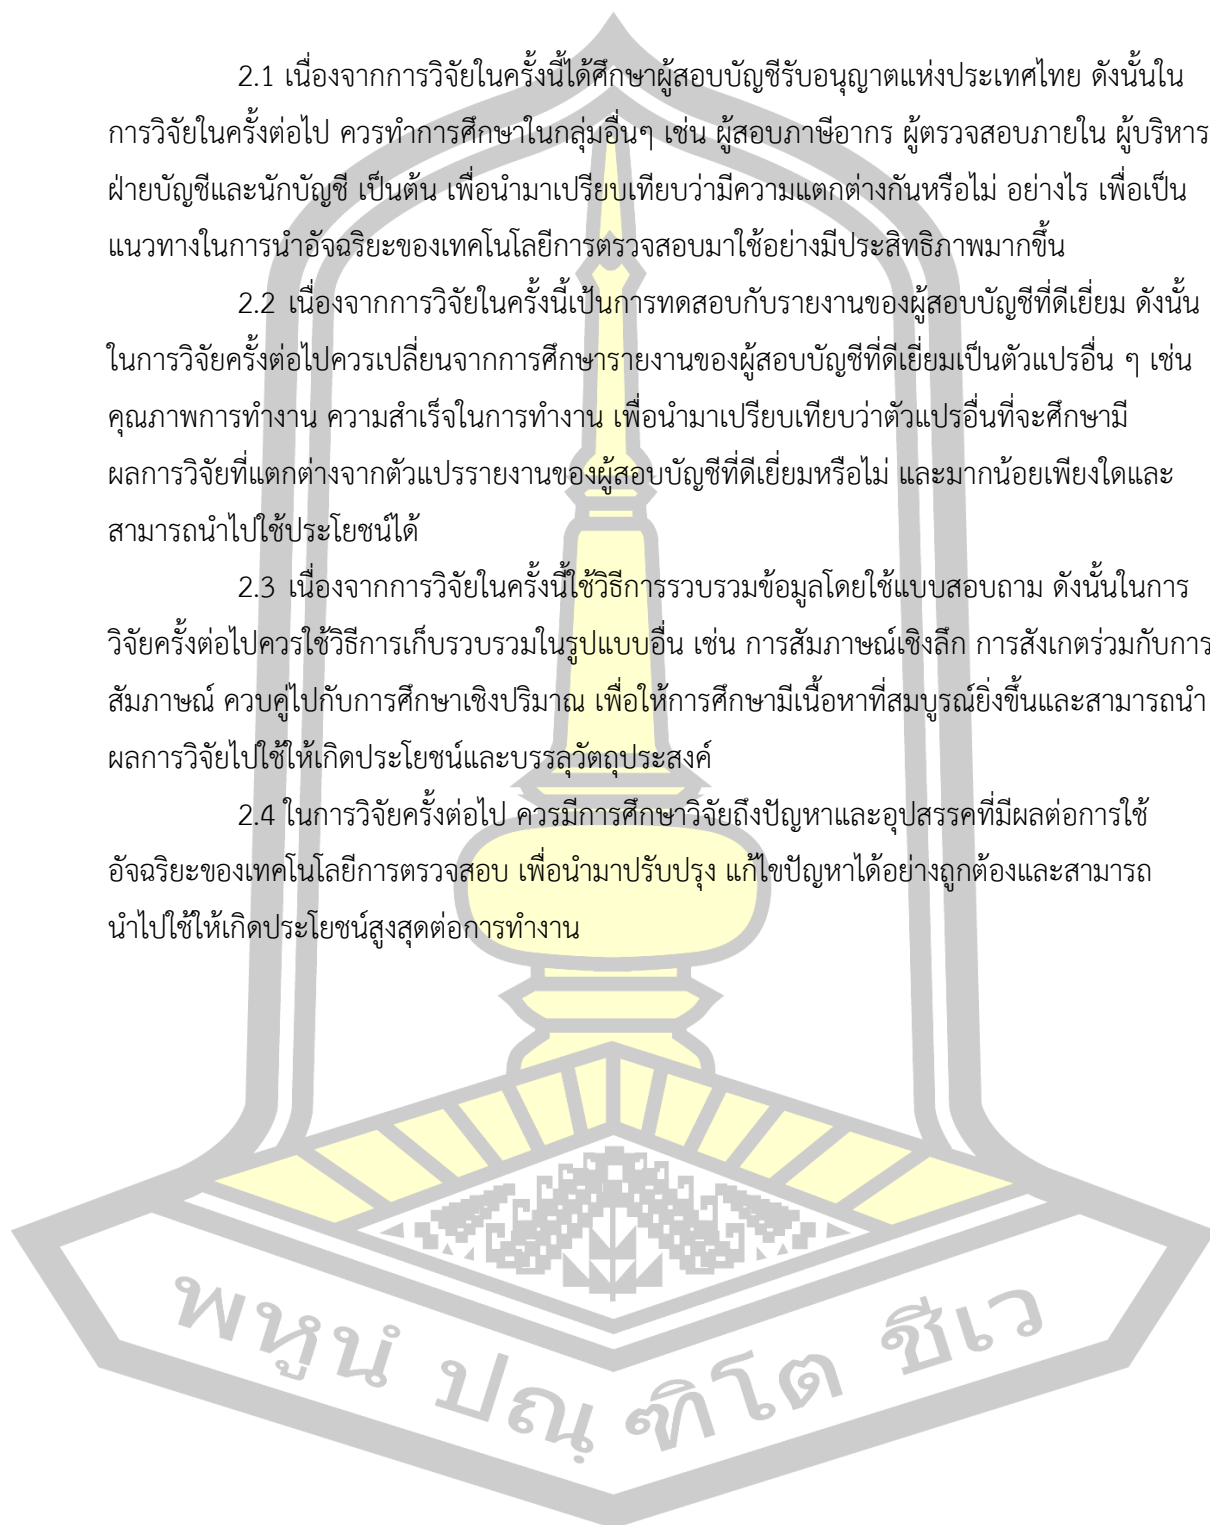 2.1 เนื่องจากการวิจัยในครั้งนี้ได้ศึกษาผู้สอบบัญชีรับอนุญาตแห่งประเทศไทย ดังนั้นใน
การวิจัยในครั้งต่อไป ควรทำการศึกษาในกลุ่มอื่นๆ เช่น ผู้สอบภาษีอากร ผู้ตรวจสอบภายใน ผู้บริหาร
ฝ่ายบัญชีและนักบัญชี เป็นต้น เพื่อนำมาเปรียบเทียบว่ามีความแตกต่างกันหรือไม่ อย่างไร เพื่อเป็น
แนวทางในการนำอัจฉริยะของเทคโนโลยีการตรวจสอบมาใช้อย่างมีประสิทธิภาพมากขึ้น
2.2 เนื่องจากการวิจัยในครั้งนี้เป็นการทดสอบกับรายงานของผู้สอบบัญชีที่ดีเยี่ยม ดังนั้น
ในการวิจัยครั้งต่อไปควรเปลี่ยนจากการศึกษารายงานของผู้สอบบัญชีที่ดีเยี่ยมเป็นตัวแปรอื่น ๆ เช่น
คุณภาพการทำงาน ความสำเร็จในการทำงาน เพื่อนำมาเปรียบเทียบว่าตัวแปรอื่นที่จะศึกษามี
ผลการวิจัยที่แตกต่างจากตัวแปรรายงานของผู้สอบบัญชีที่ดีเยี่ยมหรือไม่ และมากน้อยเพียงใดและ
สามารถนำไปใช้ประโยชน์ได้
2.3 เนื่องจากการวิจัยในครั้งนี้ใช้วิธีการรวบรวมข้อมูลโดยใช้แบบสอบถาม ดังนั้นในการ
วิจัยครั้งต่อไปควรใช้วิธีการเก็บรวบรวมในรูปแบบอื่น เช่น การสัมภาษณ์เชิงลึก การสังเกตร่วมกับการ
สัมภาษณ์ ควบคู่ไปกับการศึกษาเชิงปริมาณ เพื่อให้การศึกษามีเนื้อหาที่สมบูรณ์ยิ่งขึ้นและสามารถนำ
ผลการวิจัยไปใช้ให้เกิดประโยชน์และบรรลุวัตถุประสงค์
2.4 ในการวิจัยครั้งต่อไป ควรมีการศึกษาวิจัยถึงปัญหาและอุปสรรคที่มีผลต่อการใช้
อัจฉริยะของเทคโนโลยีการตรวจสอบ เพื่อนำมาปรับปรุง แก้ไขปัญหาได้อย่างถูกต้องและสามารถ
นำไปใช้ให้เกิดประโยชน์สูงสุดต่อการทำงาน
พหูนํ ปณฺ ฑิโต ชีเว